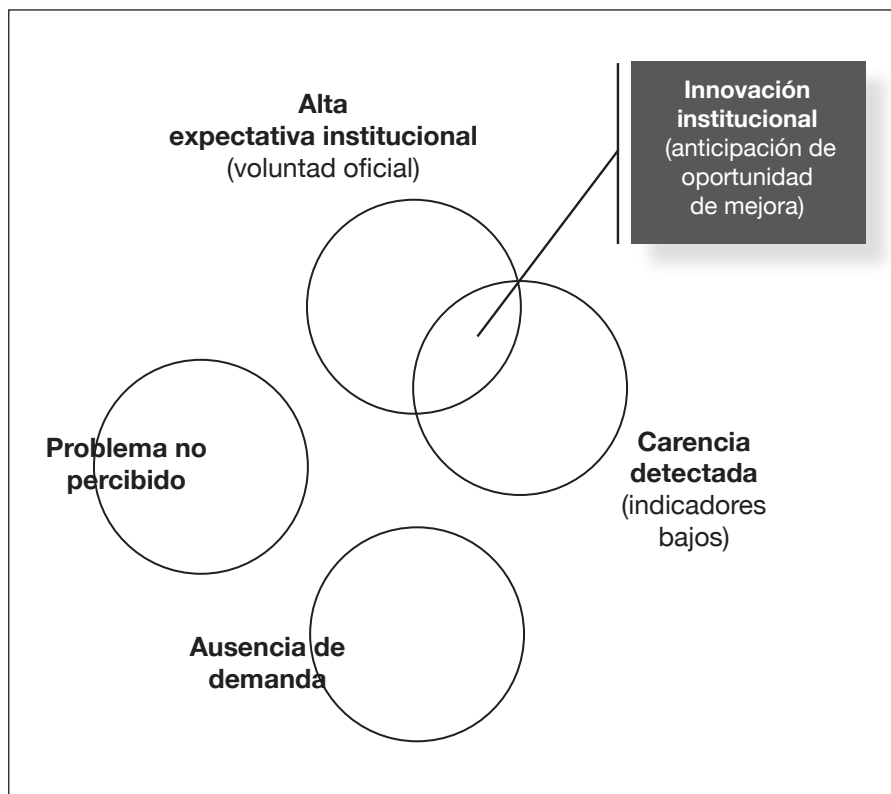 Alta
expectativa institucional
(voluntad oficial)
Innovación
institucional
(anticipación de
oportunidad
de mejora)
Problema no
percibido
Carencia
detectada
(indicadores
bajos)
Ausencia de
demanda